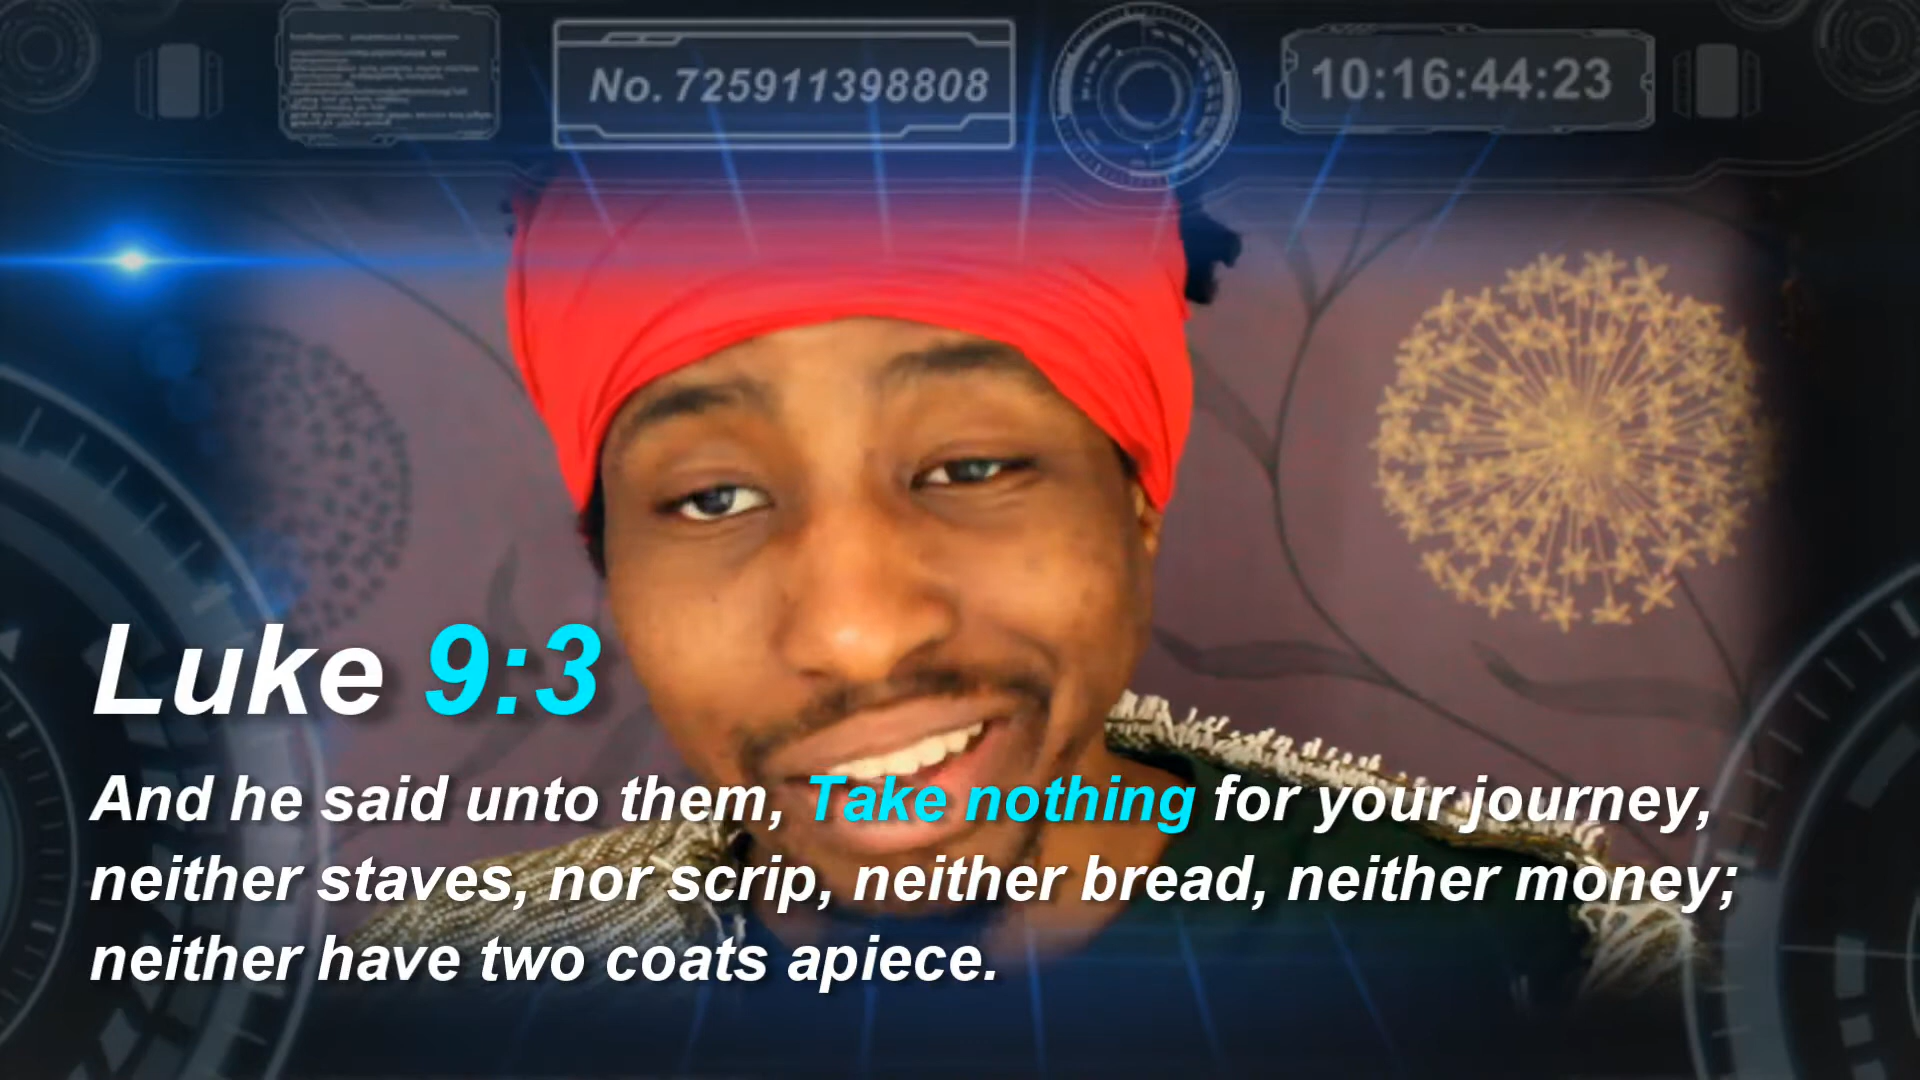 No. 725911398808
10:16:44:23
Luke 9:3
And he said unto them, Take nothing for your journey,
neither staves, nor scrip, neither bread, neither money;
neither have two coats apiece.